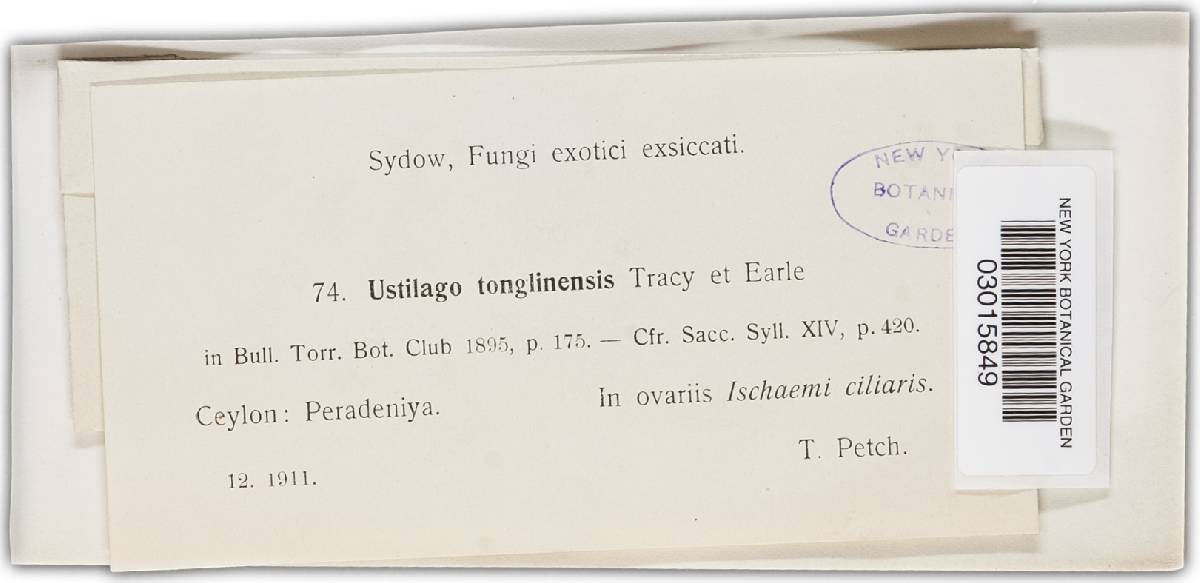 Sydow, Fungi exotici exsiccati.
NEW Y
BOTANI
GARDE
74. Ustilago tonglinensis Tracy et Earle
in Bull. Torr. Bot. Club 1895, p. 175. — Cfr. Sacc. Syll. XIV, p. 420.
Ceylon: Peradeniya.
In ovariis Ischaemi ciliaris.
12. 1911.
T. Petch.
NEW YORK BOTANICAL GARDEN
03015849